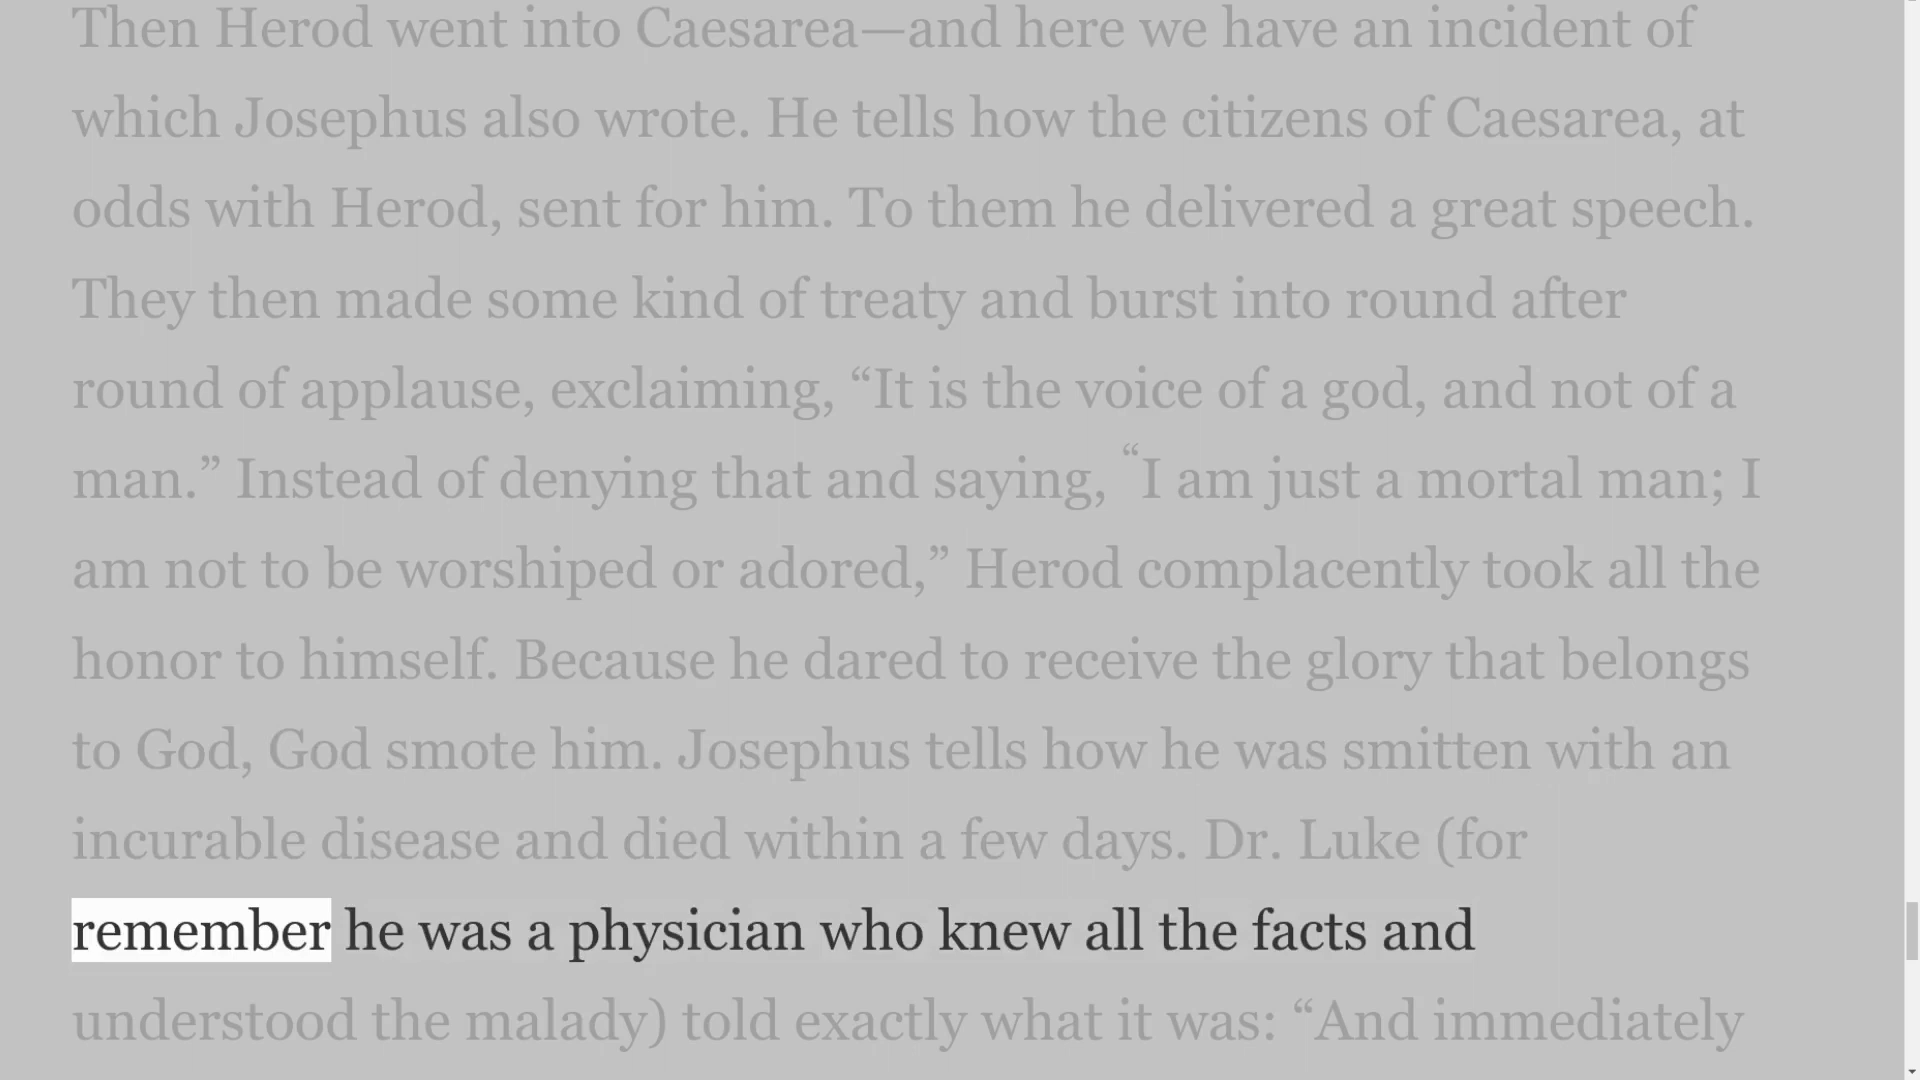 Then Herod went into Caesarea—and here we have an incident of
which Josephus also wrote. He tells how the citizens of Caesarea, at
odds with Herod, sent for him. To them he delivered a great speech.
They then made some kind of treaty and burst into round after
round of applause, exclaiming, “It is the voice of a god, and not of a
man.” Instead of denying that and saying, “I am just a mortal man; I
am not to be worshiped or adored,” Herod complacently took all the
honor to himself. Because he dared to receive the glory that belongs
to God, God smote him. Josephus tells how he was smitten with an
incurable disease and died within a few days. Dr. Luke (for
remember he was a physician who knew all the facts and
understood the malady) told exactly what it was: “And immediately